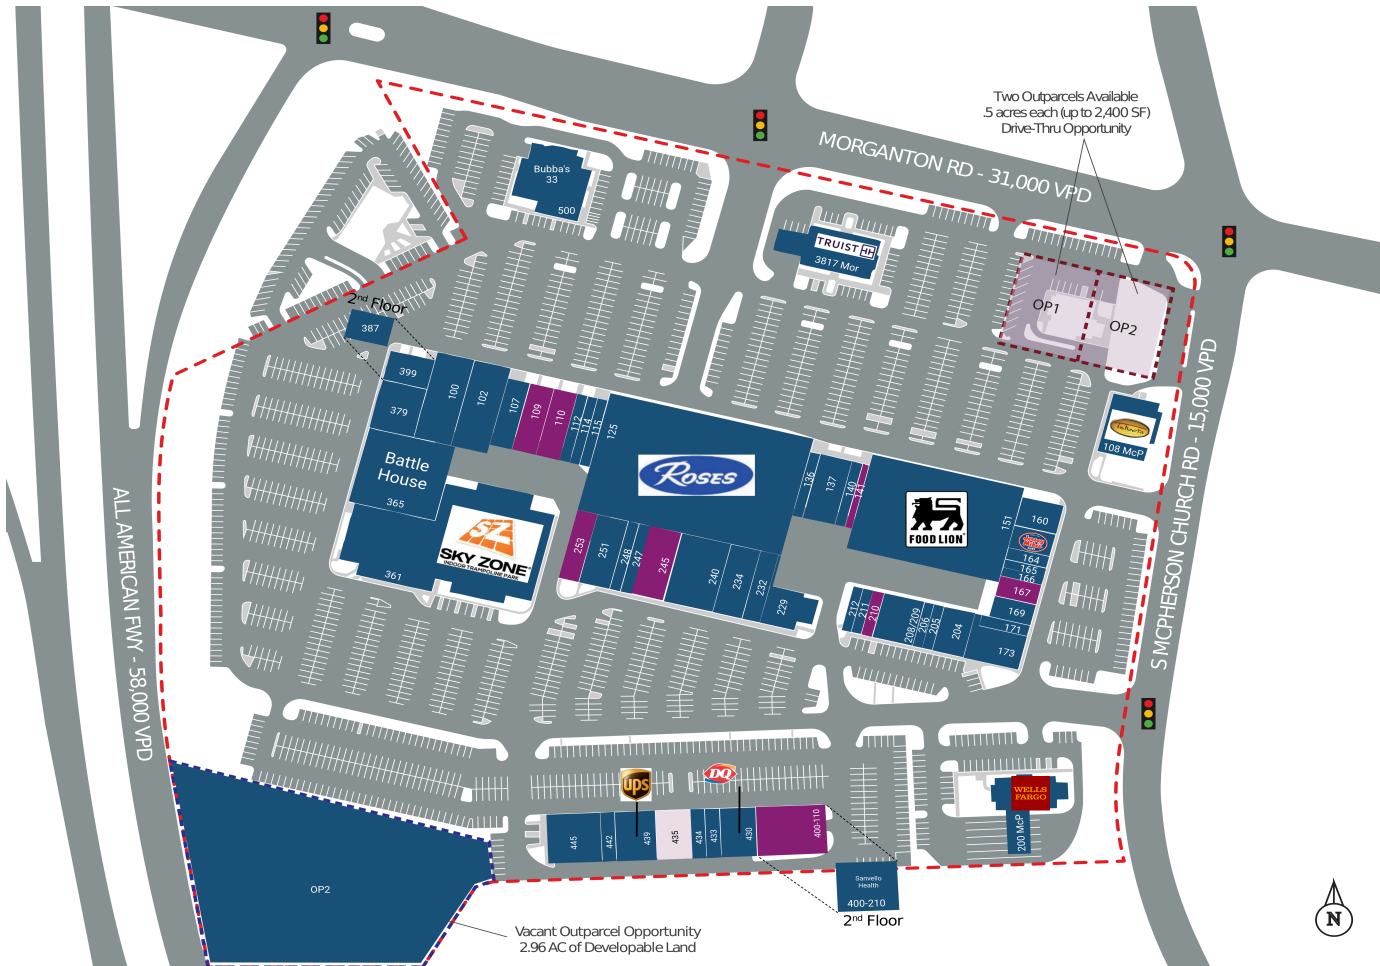 Two Outparcels Available
.5 acres each (up to 2,400 SF)
Drive-Thru Opportunity
MORGANTON RD - 31,000 VPD
Bubba's
33
500
TRUIST
3817 Mor
OP1
OP2
2nd Floor
387
399
379
100
102
107
109
110
112
114
115
125
ROSES
136
137
140
141
FOOD LION
151
160
164
165
166
167
169
171
173
108 McP
S MCPHERSON CHURCH RD - 15,000 VPD
Battle
House
365
SZ
SKY ZONE
INDOOR TRAMPOLINE PARK
361
253
251
248
247
245
240
234
232
229
212
211
210
208/209
206
205
204
ALL AMERICAN FWY - 58,000 VPD
ups
DQ
WELLS
FARGO
200 McP
445
442
439
435
434
433
430
400-110
Sanvello
Health
400-210
2nd Floor
OP2
Vacant Outparcel Opportunity
2.96 AC of Developable Land
N